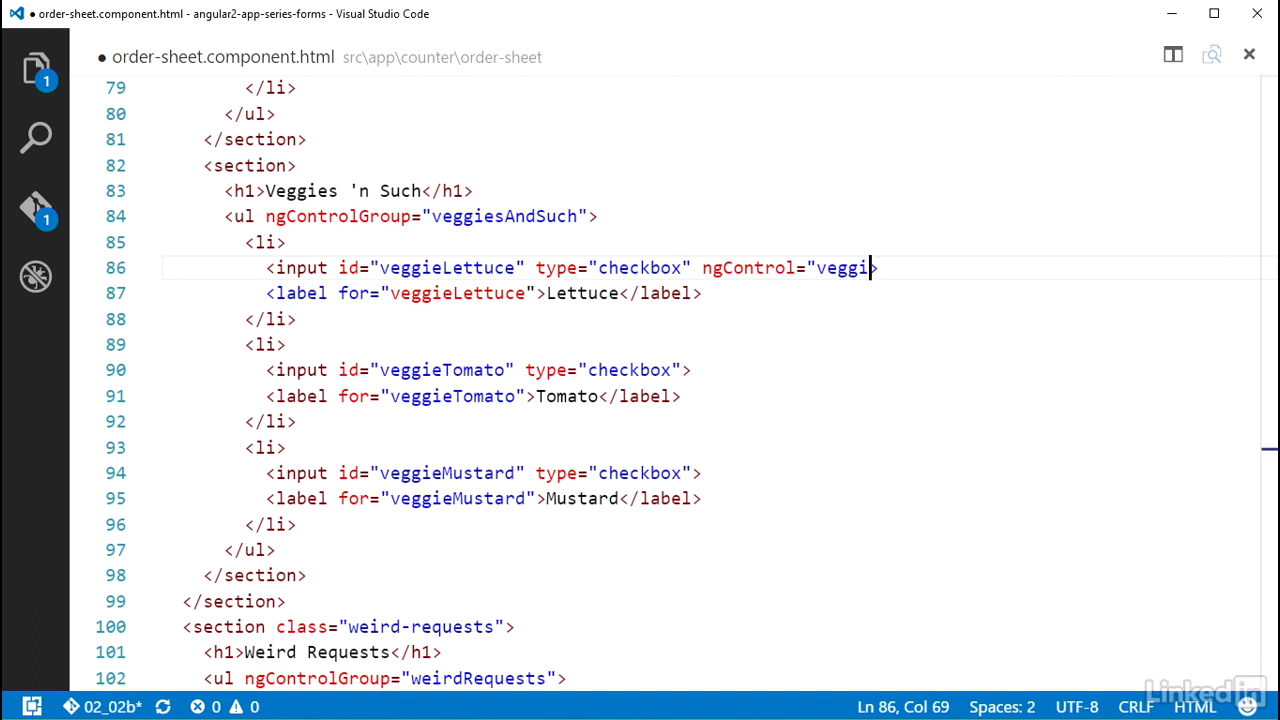 order-sheet.component.html - angular2-app-series-forms - Visual Studio Code
order-sheet.component.html src\app\counter\order-sheet
79 </li>
80 </ul>
81 </section>
82 <section>
83 <h1>Veggies 'n Such</h1>
84 <ul ngControlGroup="veggiesAndSuch">
85 <li>
86 <input id="veggieLettuce" type="checkbox" ngControl="veggi>
87 <label for="veggieLettuce">Lettuce</label>
88 </li>
89 <li>
90 <input id="veggieTomato" type="checkbox">
91 <label for="veggieTomato">Tomato</label>
92 </li>
93 <li>
94 <input id="veggieMustard" type="checkbox">
95 <label for="veggieMustard">Mustard</label>
96 </li>
97 </ul>
98 </section>
99 </section>
100 <section class="weird-requests">
101 <h1>Weird Requests</h1>
102 <ul ngControlGroup="weirdRequests">
1
1
02_02b* 0 0 Ln 86, Col 69 Spaces: 2 UTF-8 CRLF HTML
LinkedIn